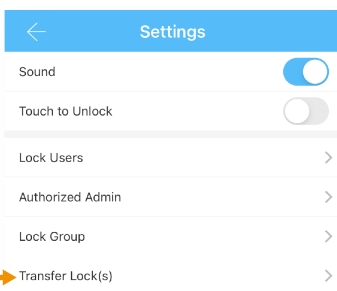 Settings
Sound
Touch to Unlock
Lock Users
Authorized Admin
Lock Group
Transfer Lock(s)